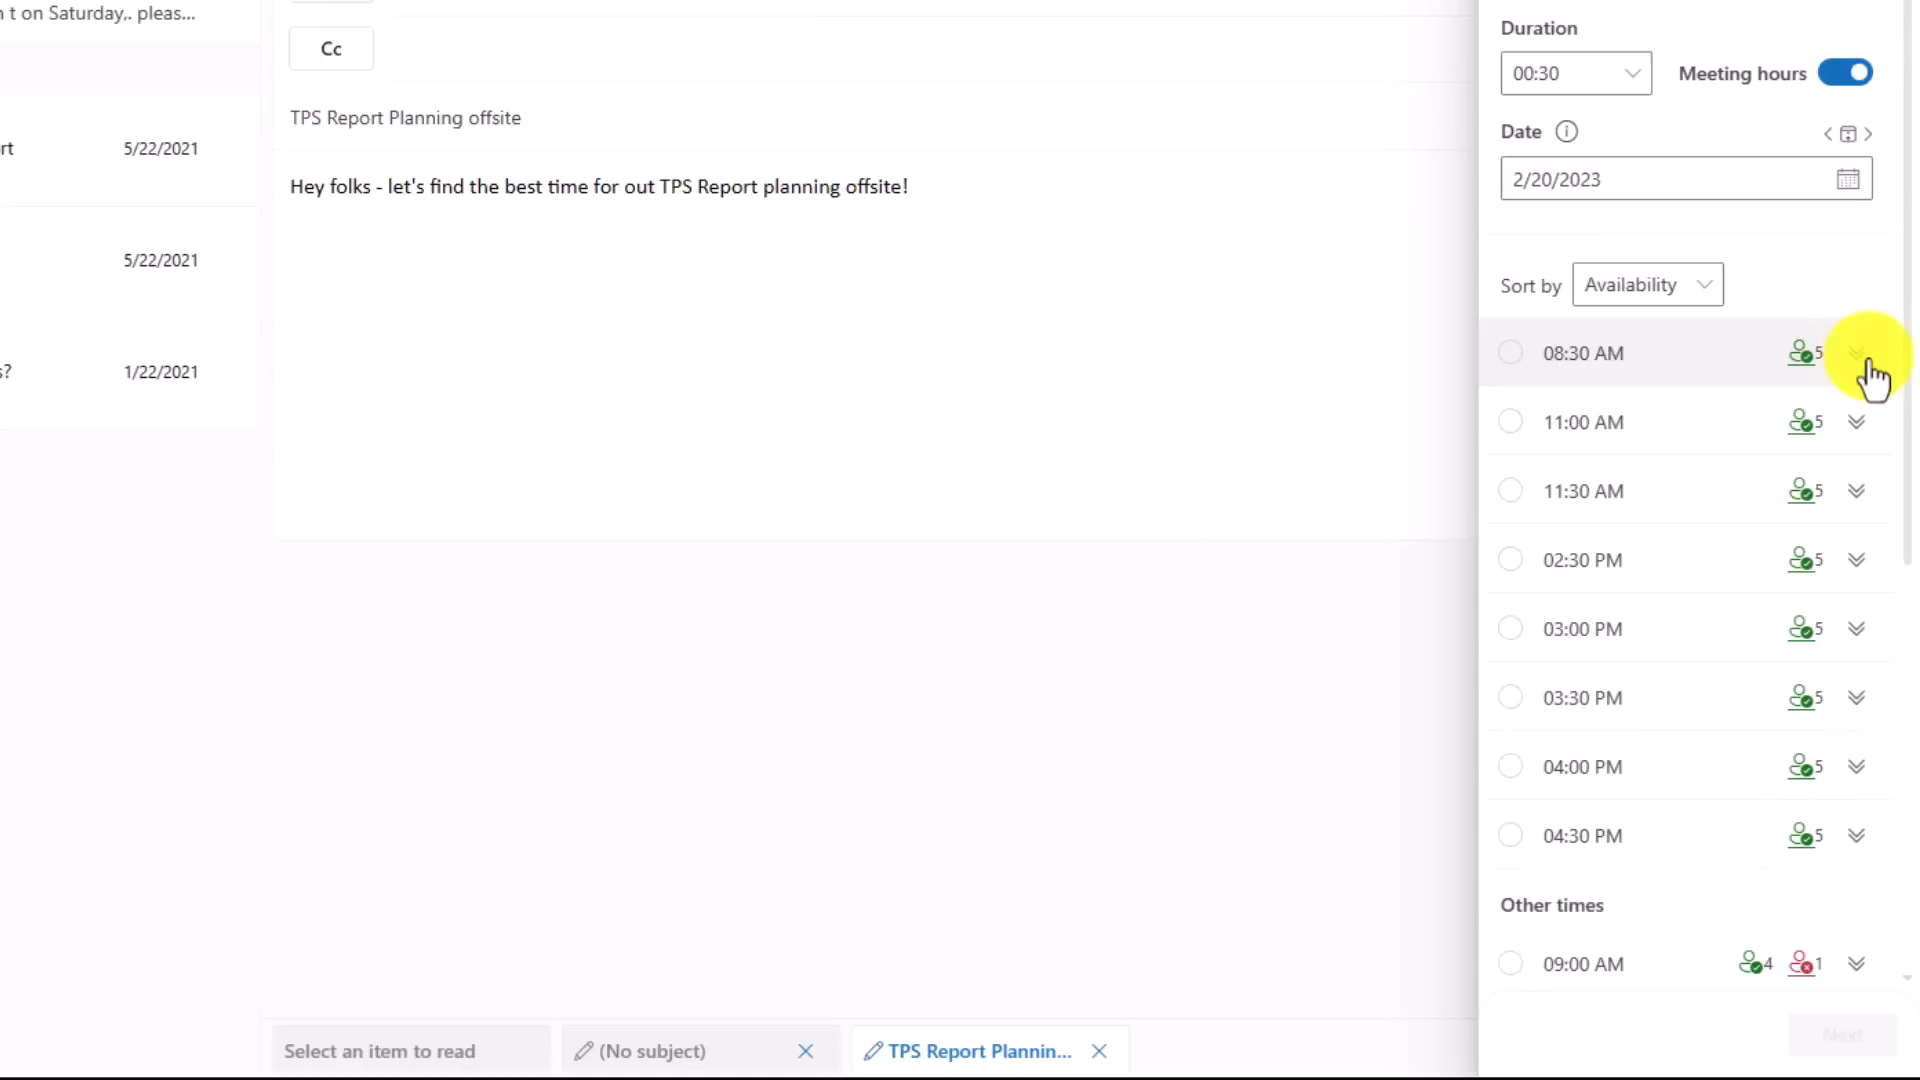 t on Saturday,. pleas...
rt
5/22/2021
5/22/2021
s?
1/22/2021
Cc
TPS Report Planning offsite
Hey folks - let's find the best time for out TPS Report planning offsite!
Select an item to read
(No subject)
TPS Report Plannin...
Duration
00:30
Meeting hours
Date
2/20/2023
Sort by
Availability
08:30 AM 5
11:00 AM 5
11:30 AM 5
02:30 PM 5
03:00 PM 5
03:30 PM 5
04:00 PM 5
04:30 PM 5
Other times
09:00 AM 4 1
Next